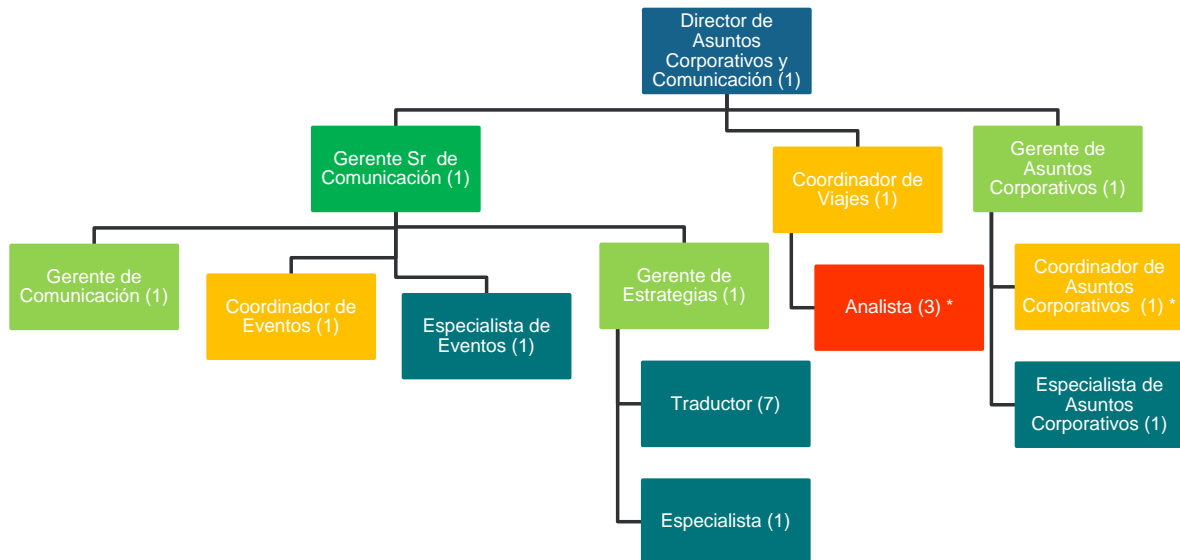 Director de
Asuntos
Corporativos y
Comunicación (1)
Gerente Sr de
Comunicación (1)
Coordinador de
Viajes (1)
Gerente de
Asuntos
Corporativos (1)
Gerente de
Comunicación (1)
Coordinador de
Eventos (1)
Especialista de
Eventos (1)
Gerente de
Estrategias (1)
Analista (3) *
Coordinador de
Asuntos
Corporativos (1) *
Traductor (7)
Especialista de
Asuntos
Corporativos (1)
Especialista (1)